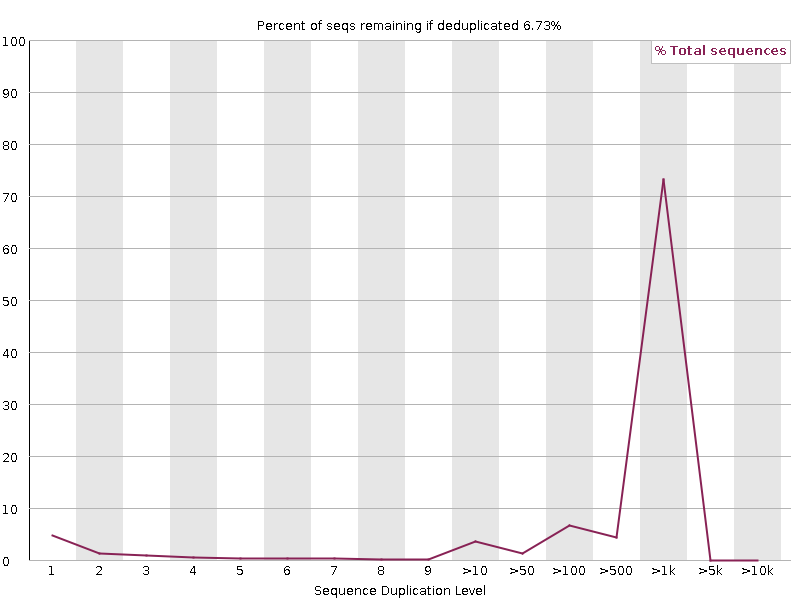 Percent of seqs remaining if deduplicated 6.73%
% Total sequences
100
90
80
70
60
50
40
30
20
10
0
1 2 3 4 5 6 7 8 9 >10 >50 >100 >500 >1k >5k >10k
Sequence Duplication Level